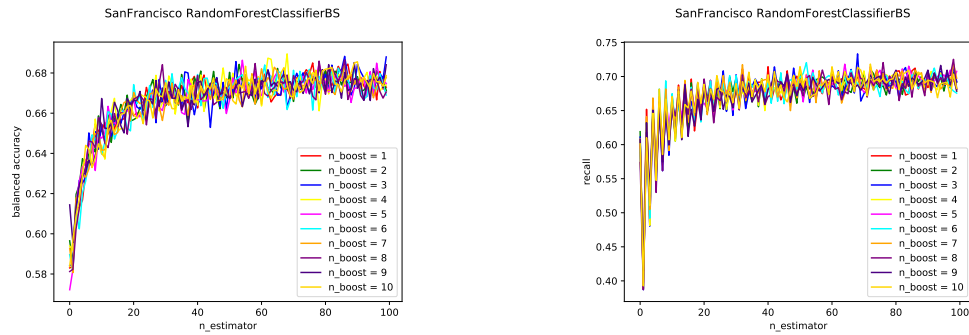 SanFrancisco RandomForestClassifierBS
balanced accuracy
0.68
0.66
0.64
0.62
0.60
0.58
0 20 40 60 80 100
n_estimator
n_boost = 1
n_boost = 2
n_boost = 3
n_boost = 4
n_boost = 5
n_boost = 6
n_boost = 7
n_boost = 8
n_boost = 9
n_boost = 10
SanFrancisco RandomForestClassifierBS
recall
0.75
0.70
0.65
0.60
0.55
0.50
0.45
0.40
0 20 40 60 80 100
n_estimator
n_boost = 1
n_boost = 2
n_boost = 3
n_boost = 4
n_boost = 5
n_boost = 6
n_boost = 7
n_boost = 8
n_boost = 9
n_boost = 10